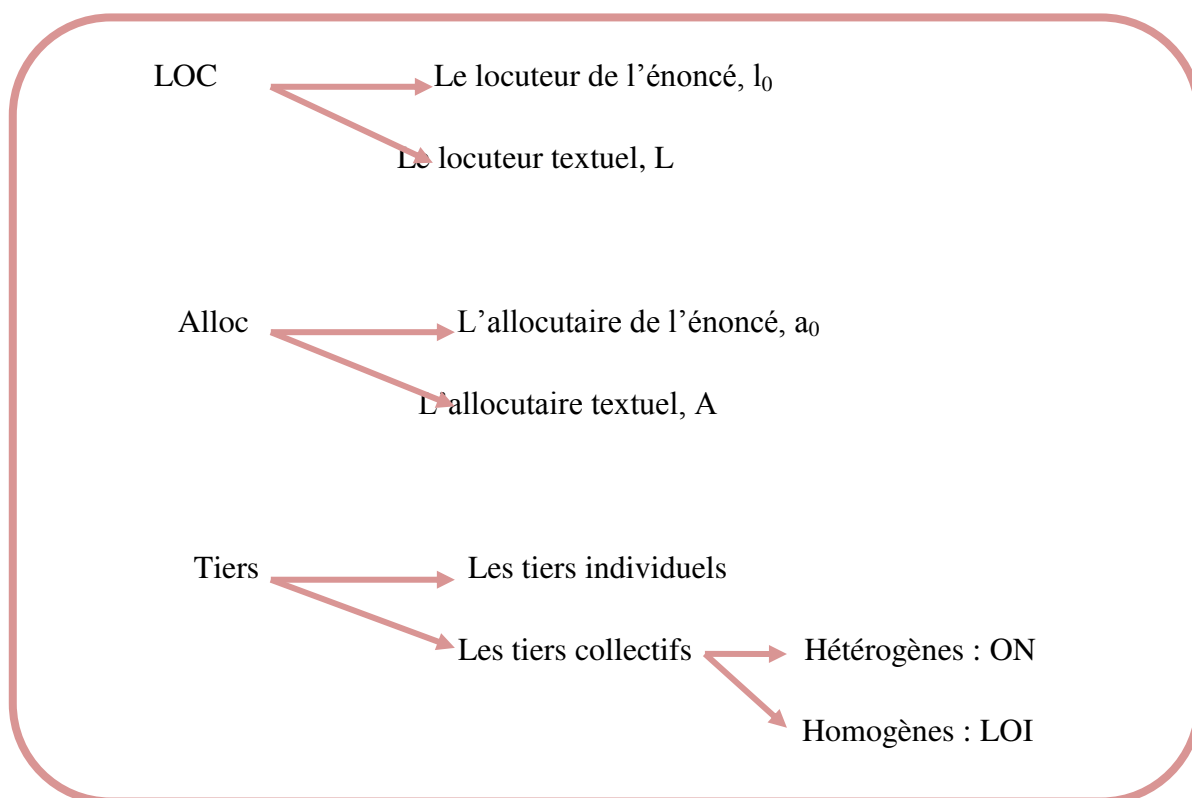 LOC Le locuteur de l’énoncé, l₀
Le locuteur textuel, L
Alloc L’allocutaire de l’énoncé, a₀
L’allocutaire textuel, A
Tiers Les tiers individuels
Les tiers collectifs Hétérogènes : ON
Homogènes : LOI